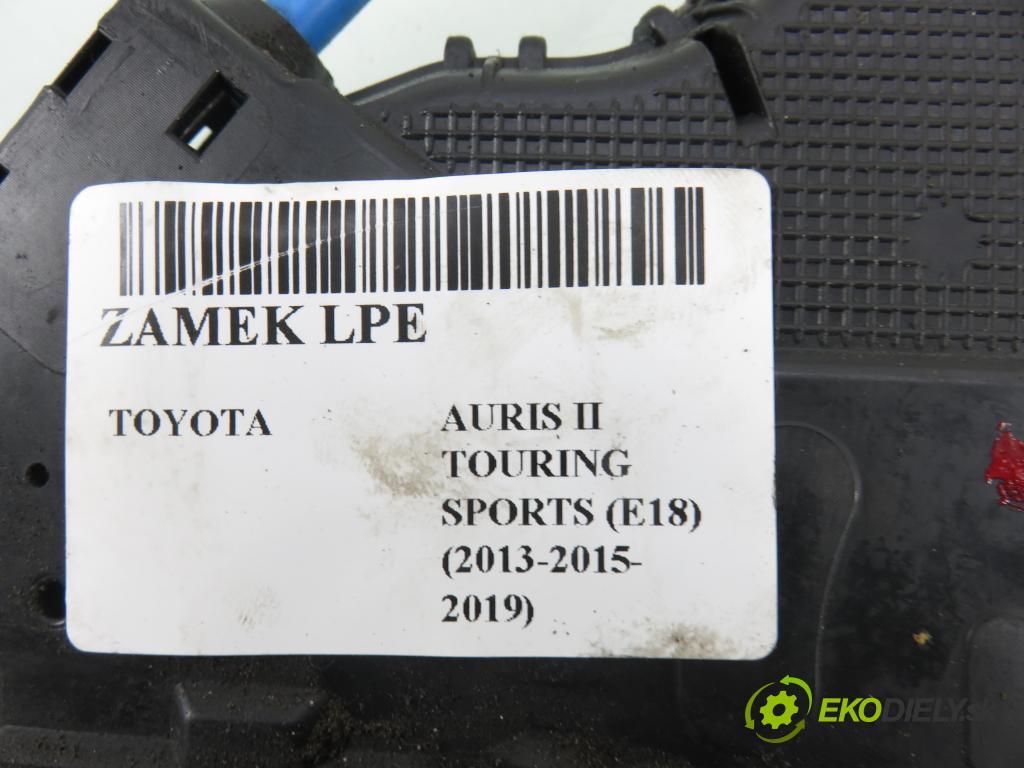 ZAMEK LPE
TOYOTA
AURIS II
TOURING
SPORTS (E18)
(2013-2015-
2019)
EKODIELY.sk